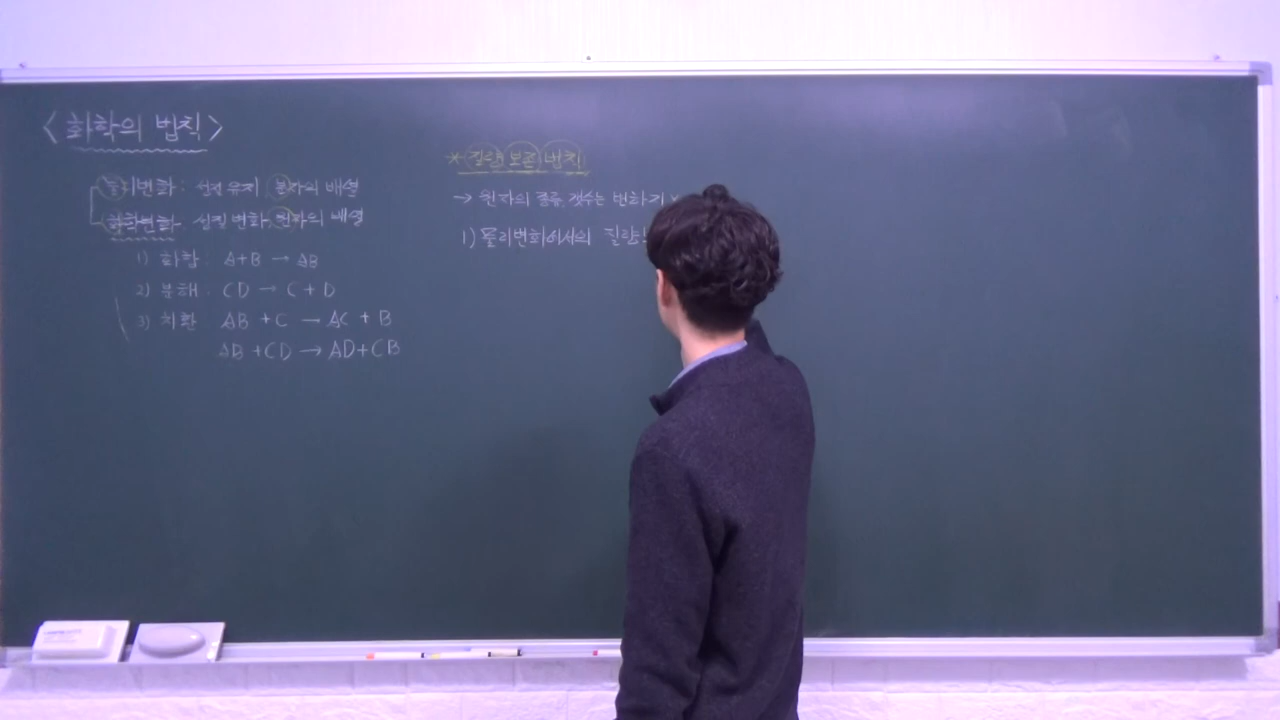 <화학의 법칙>
물리변화: 성질 유지 분자의 배열
화학변화- 성질 변화, 원자의 배열
1) 화합: A+B → AB
2) 분해: CD → C + D
3) 치환 AB + C → AC + B
AB + CD → AD+CB
* 질량 보존 법칙
→ 원자의 종류, 갯수는 변하지 x
1) 물리변화에서의 질량